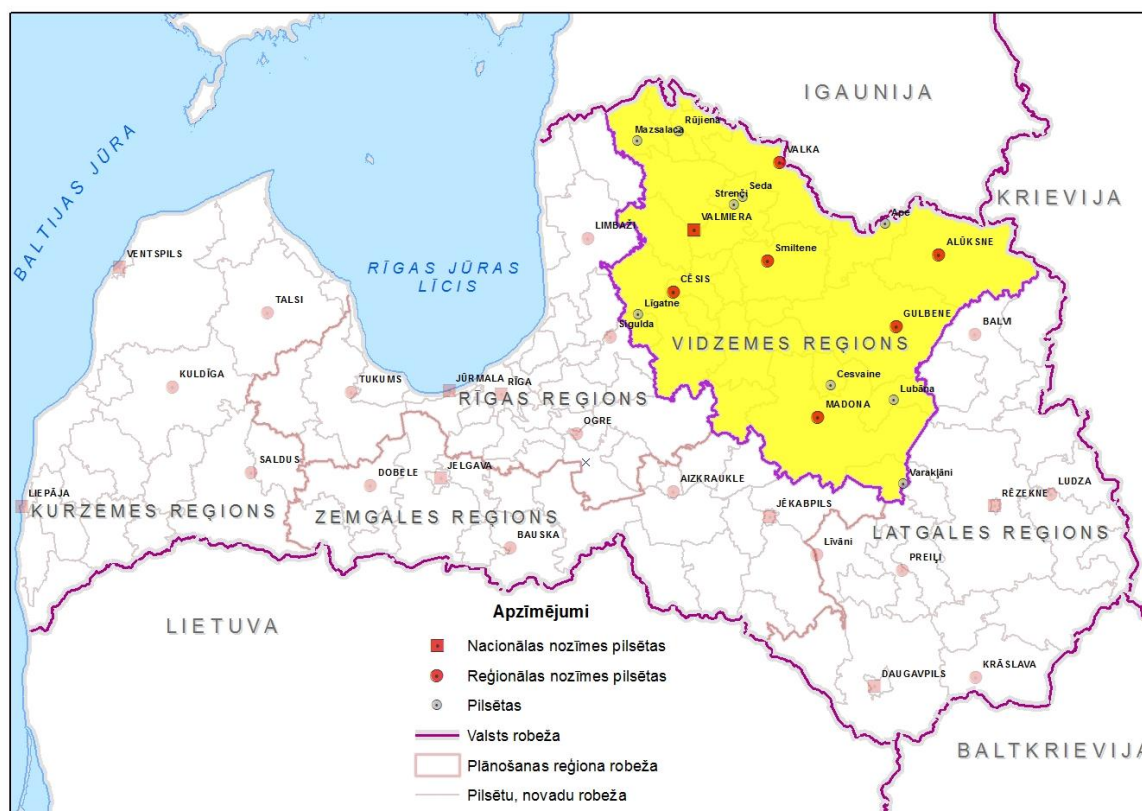 IGAUNIJA
BALTIJAS JŪRA
Mazsalaca
Rūjiena
VALKA
KRIEVIJA
Strenči
Seda
VALMIERA
Ape
LIMBAŽI
ALŪKSNE
VENTSPILS
RĪGAS JŪRAS
LĪCIS
Smiltene
CĒSIS
TALSI
Līgatne
Sigulda
GULBENE
BALVI
VIDZEMES REĢIONS
KULDĪGA
TUKUMS
JŪRMALA
RĪGA
RĪGAS REĢIONS
Cesvaine
Lubāna
MADONA
OGRE
SALDUS
DOBELE
JELGAVA
AIZKRAUKLE
Varakļāni
LIEPĀJA
KURZEMES REĢIONS
ZEMGALES REĢIONS
JĒKABPILS
RĒZEKNE
LUDZA
BAUSKA
Līvāni
LATGALES REĢIONS
PREIĻI
LIETUVA
DAUGAVPILS
KRĀSLAVA
BALTKRIEVIJA
Apzīmējumi
Nacionālas nozīmes pilsētas
Reģionālas nozīmes pilsētas
Pilsētas
Valsts robeža
Plānošanas reģiona robeža
Pilsētu, novadu robeža